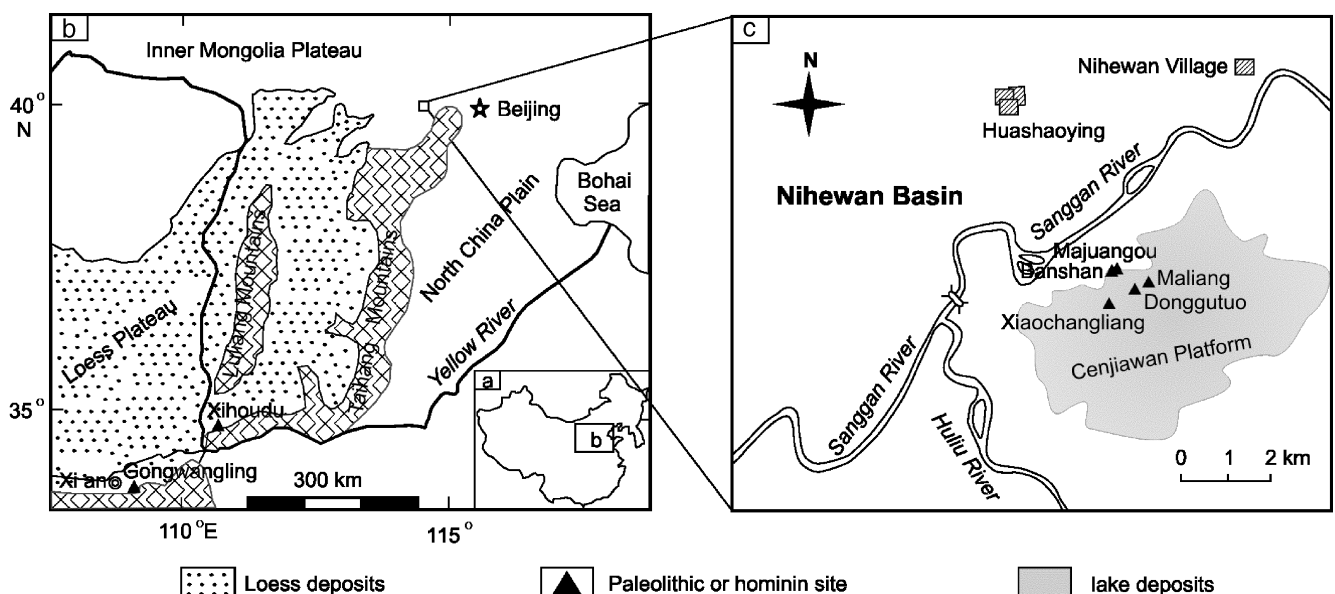 b
Inner Mongolia Plateau
40 °
N
Beijing
Bohai
Sea
North China Plain
Luliang Mountains
Taihang Mountains
Loess Plateau
Yellow River
35 °
Xihoudu
Xi'an
Gongwangling
300 km
a
b
110 °E
115 °
c
N
Nihewan Village
Huashaoying
Sanggan River
Nihewan Basin
Majuangou
Banshan
Maliang
Donggutuo
Xiaochangliang
Cenjiawan Platform
Sanggan River
Huliu River
0 1 2 km
Loess deposits
Paleolithic or hominin site
lake deposits